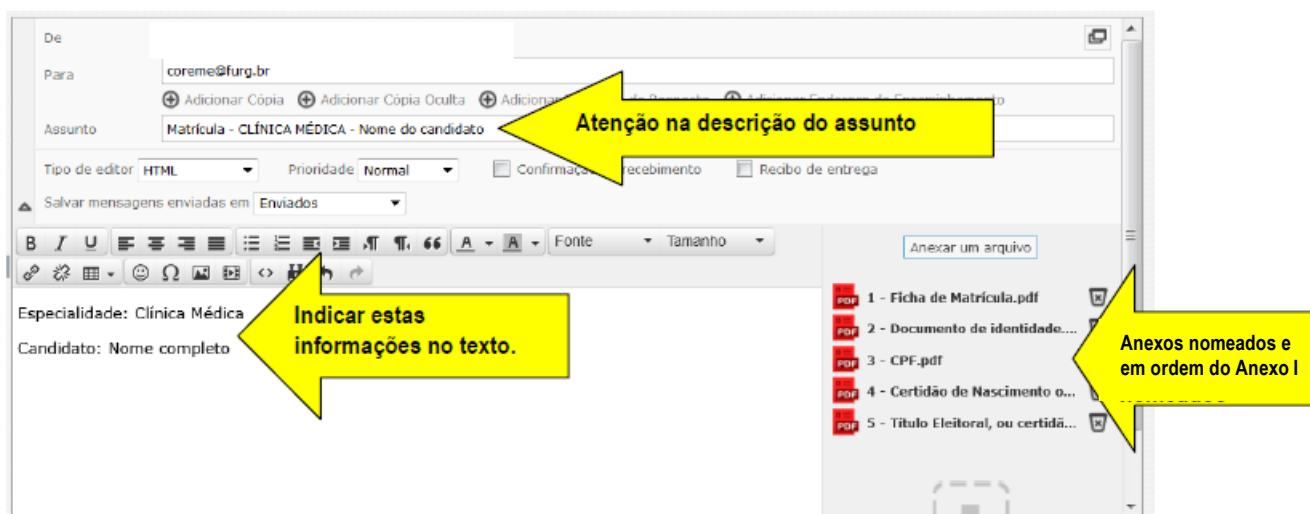 De
Para
coreme@furg.br
Adicionar Cópia Adicionar Cópia Oculta
Assunto
Matrícula - CLÍNICA MÉDICA - Nome do candidato
Atenção na descrição do assunto
Tipo de editor HTML Prioridade Normal recebimento Recibo de entrega
Salvar mensagens enviadas em Enviados
B I U A A Fonte Tamanho
Anexar um arquivo
Especialidade: Clínica Médica
Candidato: Nome completo
Indicar estas
informações no texto.
1 - Ficha de Matrícula.pdf
2 - Documento de identidade....
3 - CPF.pdf
4 - Certidão de Nascimento o...
5 - Título Eleitoral, ou certidã...
Anexos nomeados e
em ordem do Anexo I